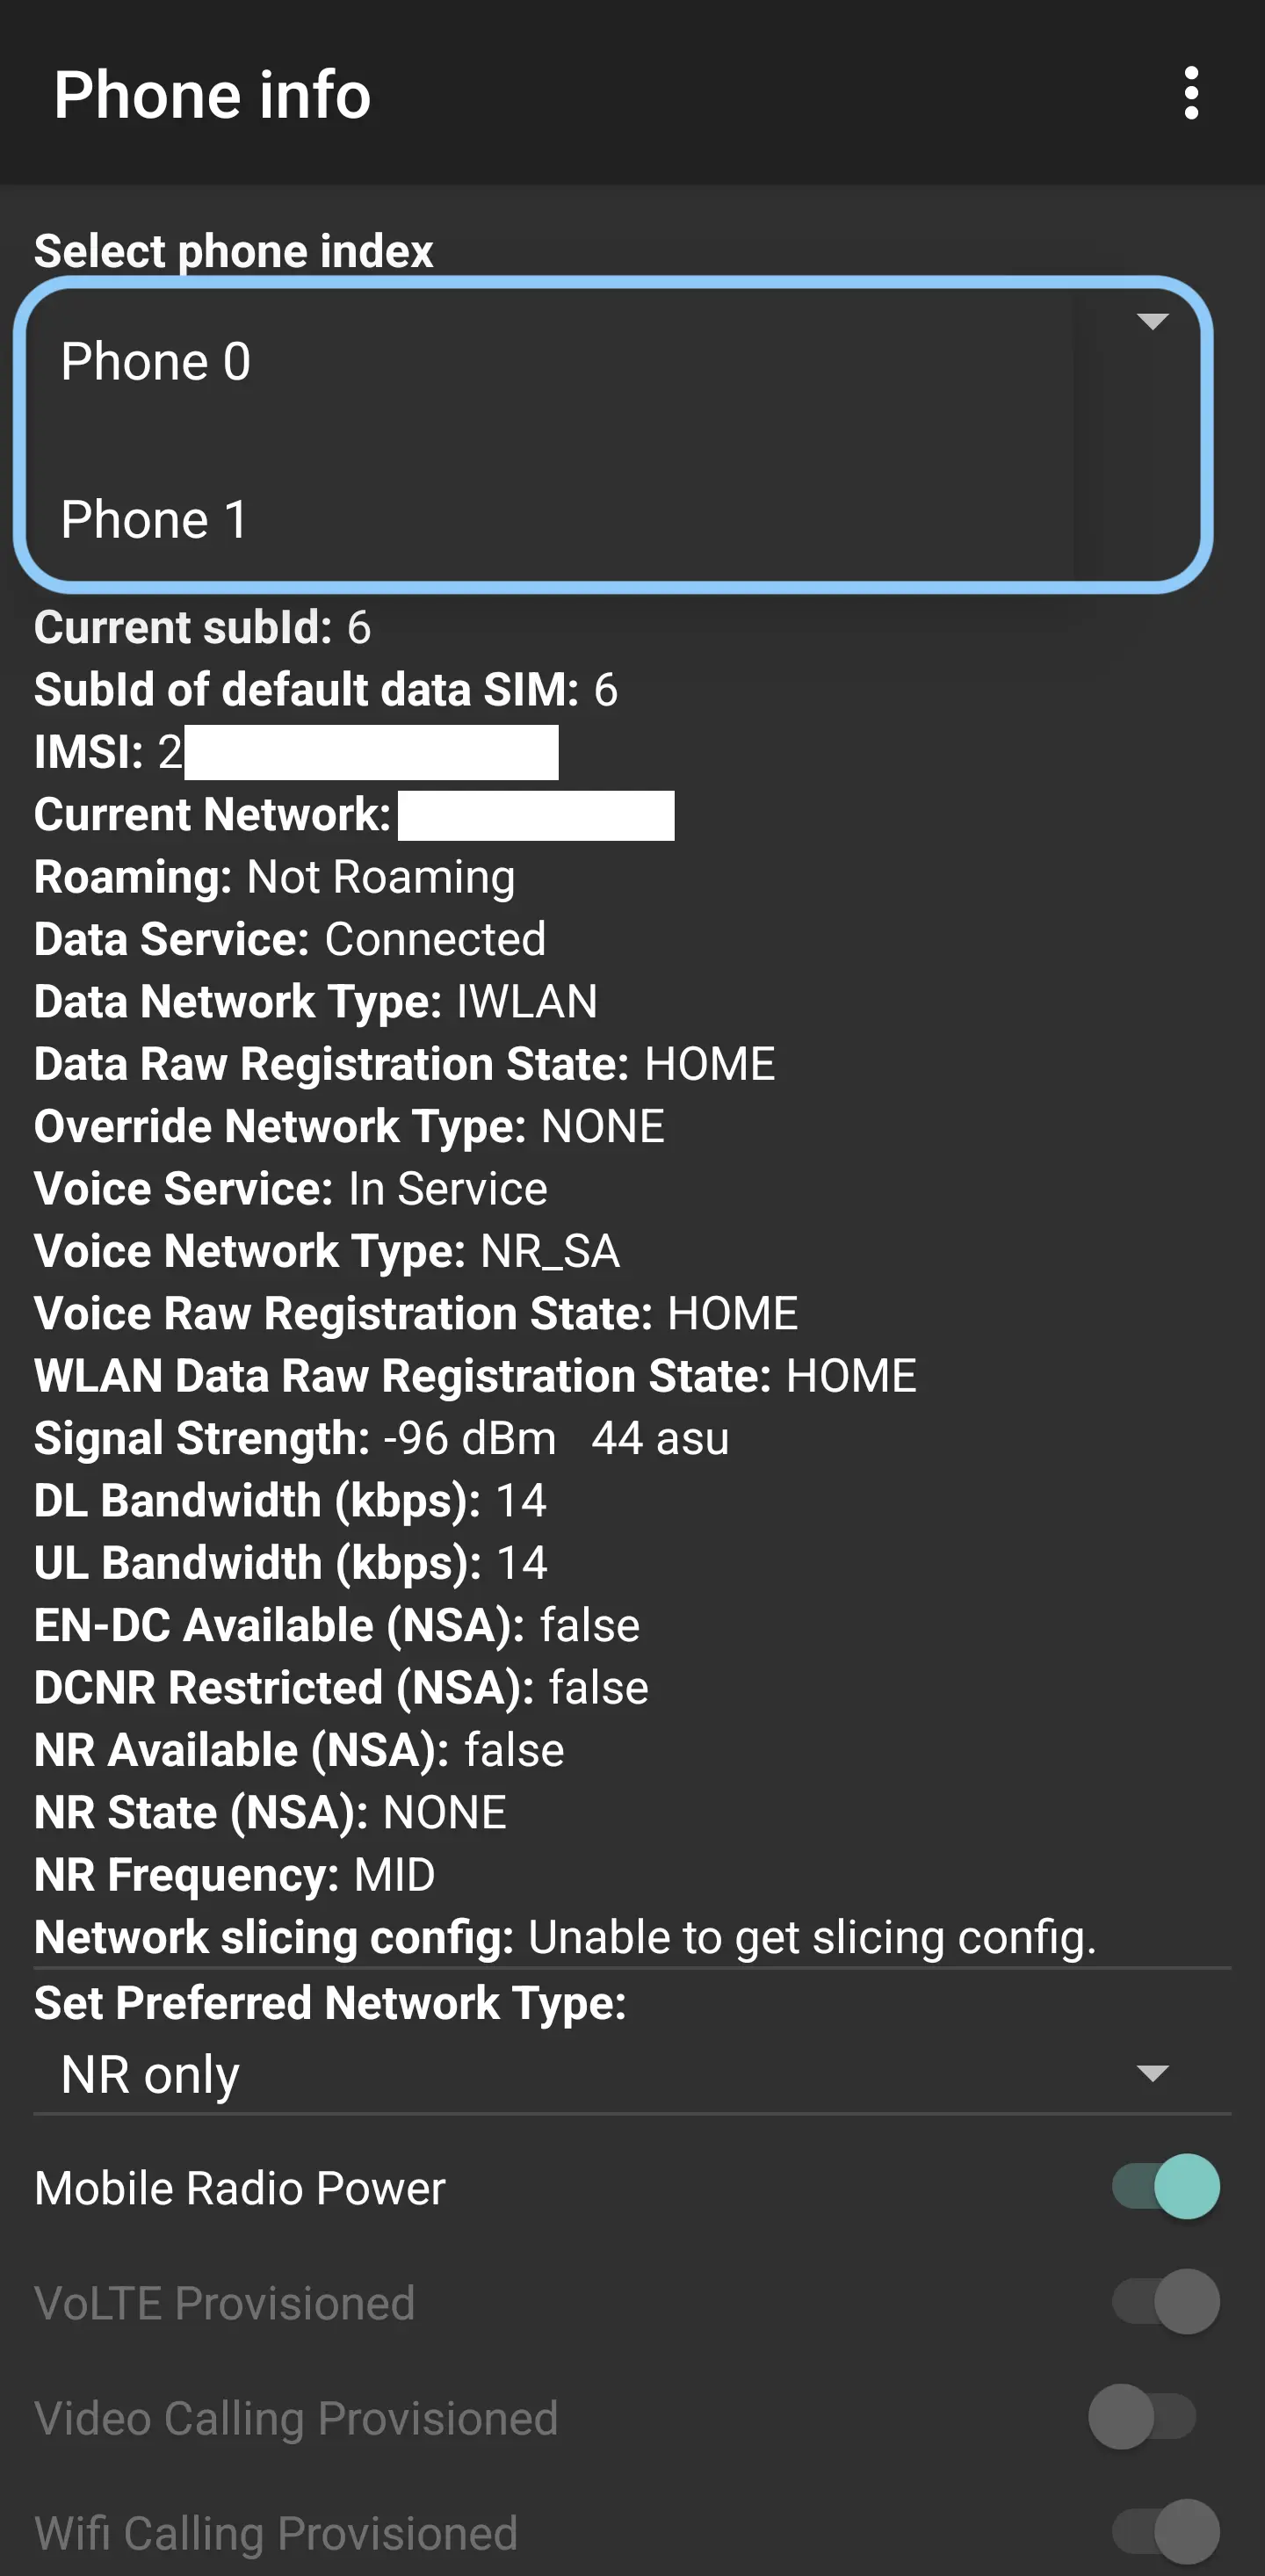 Phone info
Select phone index
Phone 0
Phone 1
Current subId: 6
SubId of default data SIM: 6
IMSI: 2
Current Network:
Roaming: Not Roaming
Data Service: Connected
Data Network Type: IWLAN
Data Raw Registration State: HOME
Override Network Type: NONE
Voice Service: In Service
Voice Network Type: NR_SA
Voice Raw Registration State: HOME
WLAN Data Raw Registration State: HOME
Signal Strength: -96 dBm 44 asu
DL Bandwidth (kbps): 14
UL Bandwidth (kbps): 14
EN-DC Available (NSA): false
DCNR Restricted (NSA): false
NR Available (NSA): false
NR State (NSA): NONE
NR Frequency: MID
Network slicing config: Unable to get slicing config.
Set Preferred Network Type:
NR only
Mobile Radio Power
VoLTE Provisioned
Video Calling Provisioned
Wifi Calling Provisioned